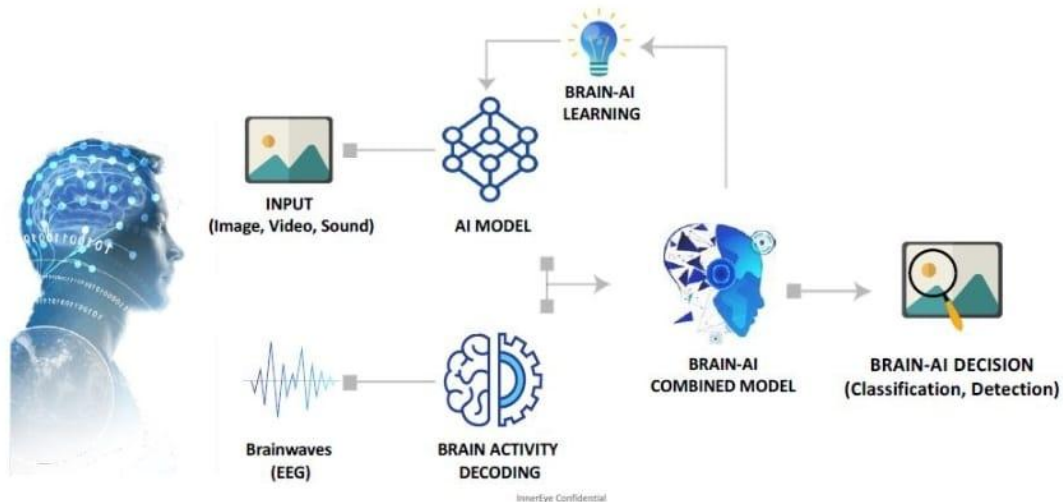 BRAIN-AI
LEARNING
INPUT
(Image, Video, Sound)
AI MODEL
Brainwaves
(EEG)
BRAIN ACTIVITY
DECODING
BRAIN-AI
COMBINED MODEL
BRAIN-AI DECISION
(Classification, Detection)
InnerEye Confidential